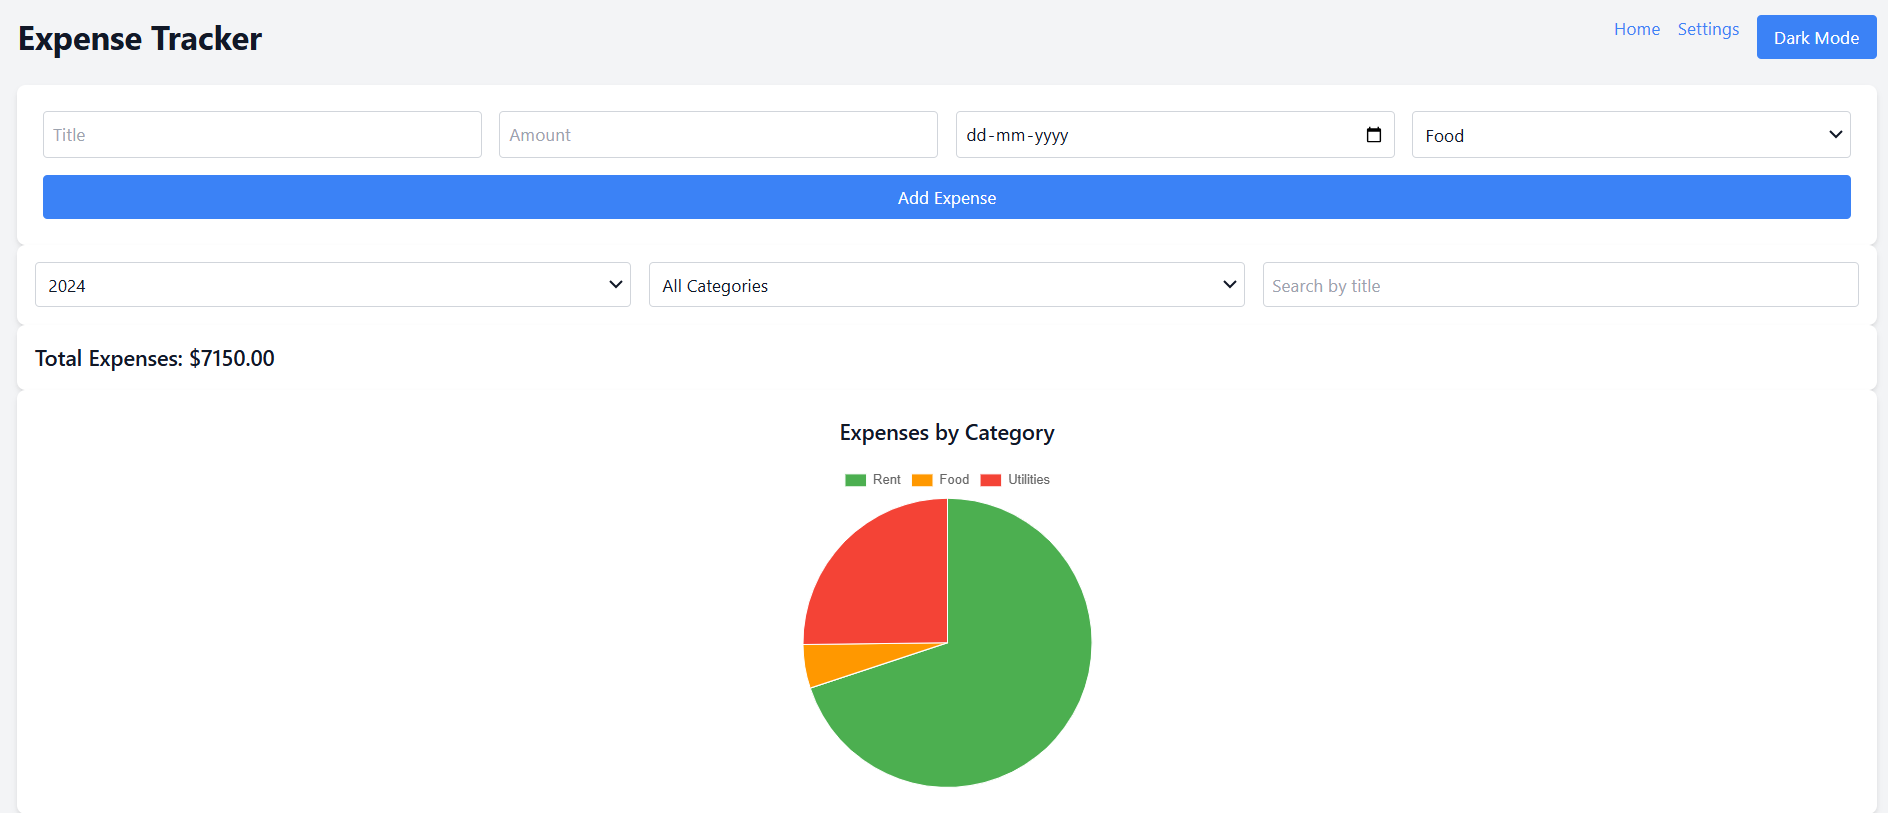 Expense Tracker
Home Settings Dark Mode
Title Amount dd-mm-yyyy Food
Add Expense
2024 All Categories Search by title
Total Expenses: $7150.00
Expenses by Category
Rent Food Utilities